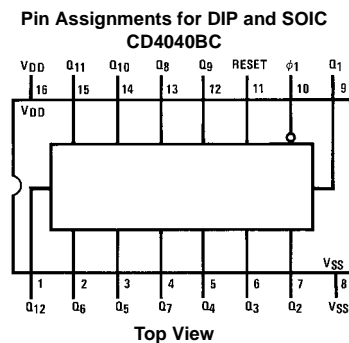 Pin Assignments for DIP and SOIC
CD4040BC
VDD Q11 Q10 Q8 Q9 RESET ϕ1 Q1
16 15 14 13 12 11 10 9
VDD
VSS
1 2 3 4 5 6 7 8
Q12 Q6 Q5 Q7 Q4 Q3 Q2 VSS
Top View